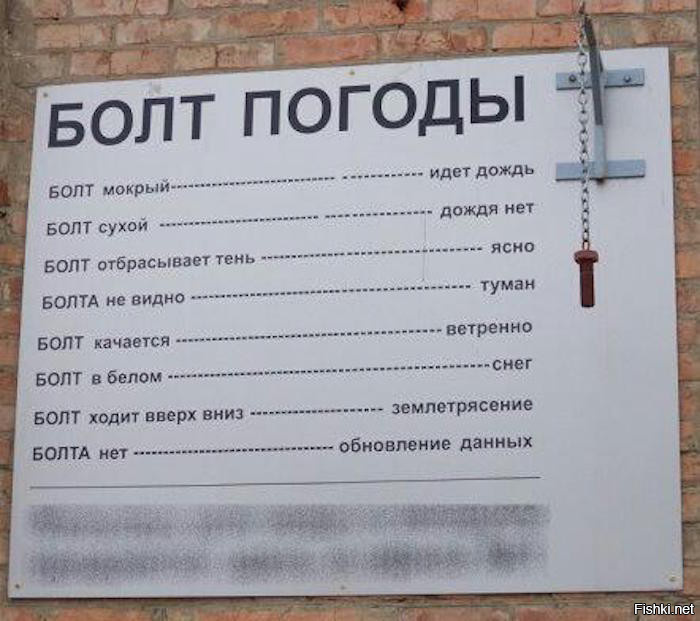 БОЛТ ПОГОДЫ
БОЛТ мокрый---------------------- ----------- идет дождь
БОЛТ сухой ---------------------- --------------- дождя нет
БОЛТ отбрасывает тень ------------------------------ ясно
БОЛТА не видно -------------------------------------- туман
БОЛТ качается ------------------------------------ ветренно
БОЛТ в белом ------------------------------------------- снег
БОЛТ ходит вверх вниз ------------------ землетрясение
БОЛТА нет --------------------------- обновление данных
Fishki.net